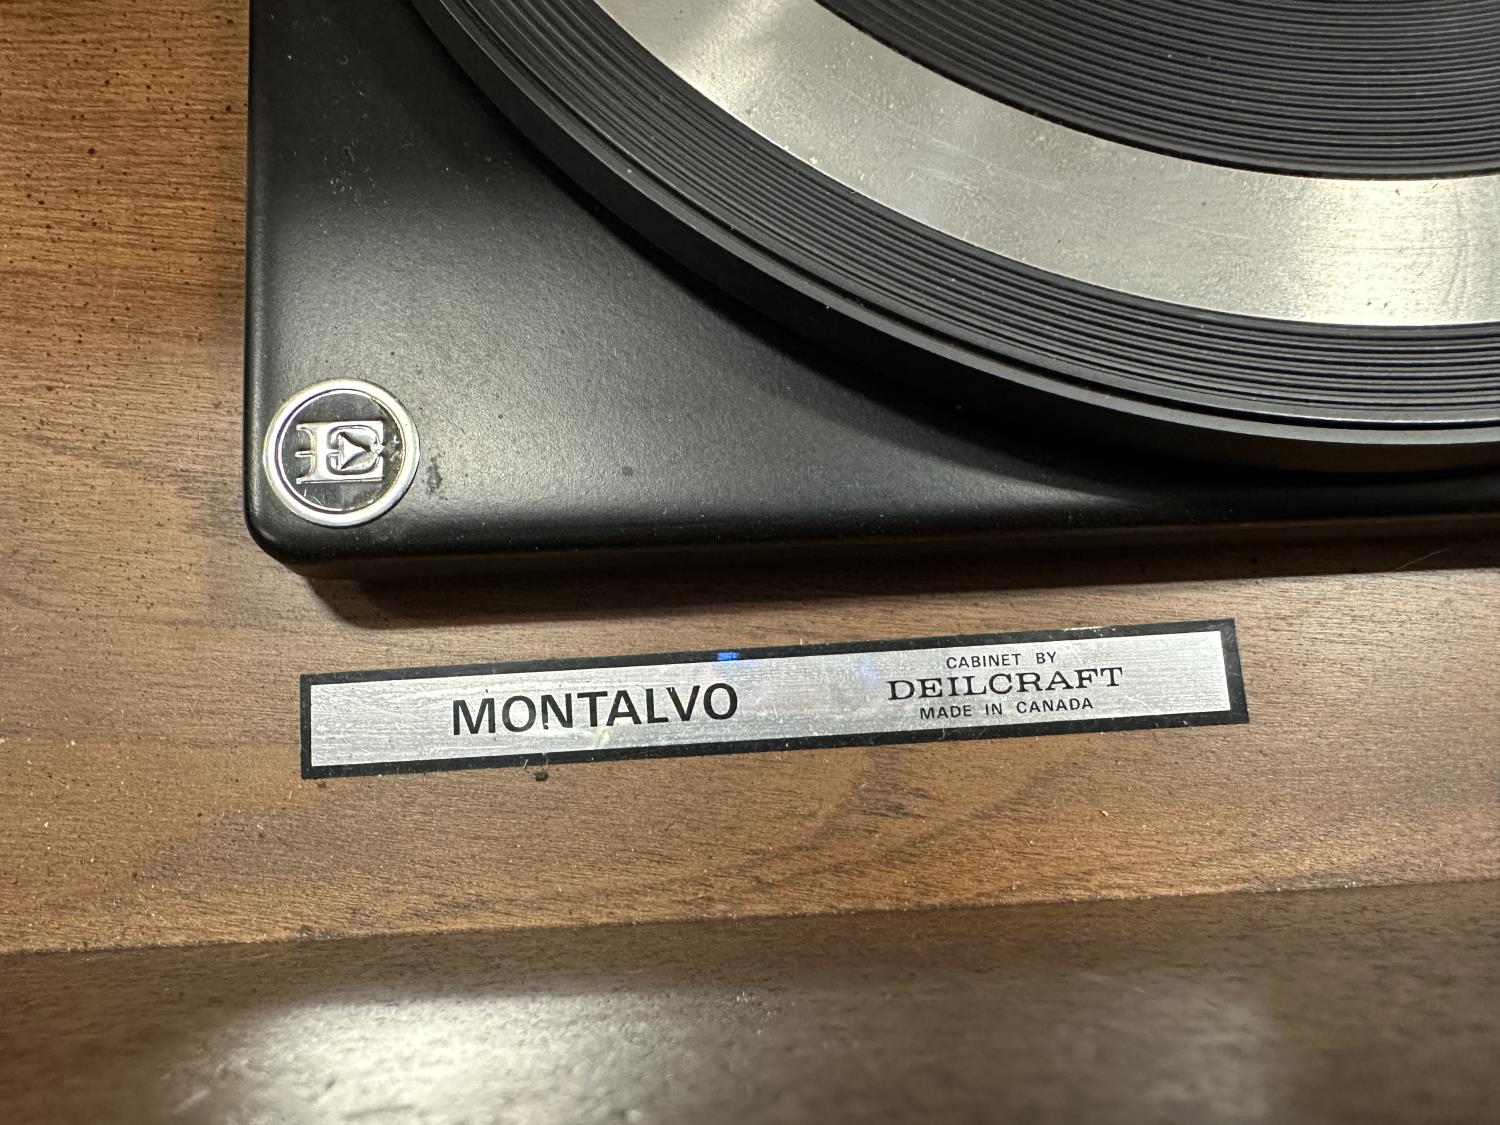 E
MONTALVO
CABINET BY
DEILCRAFT
MADE IN CANADA